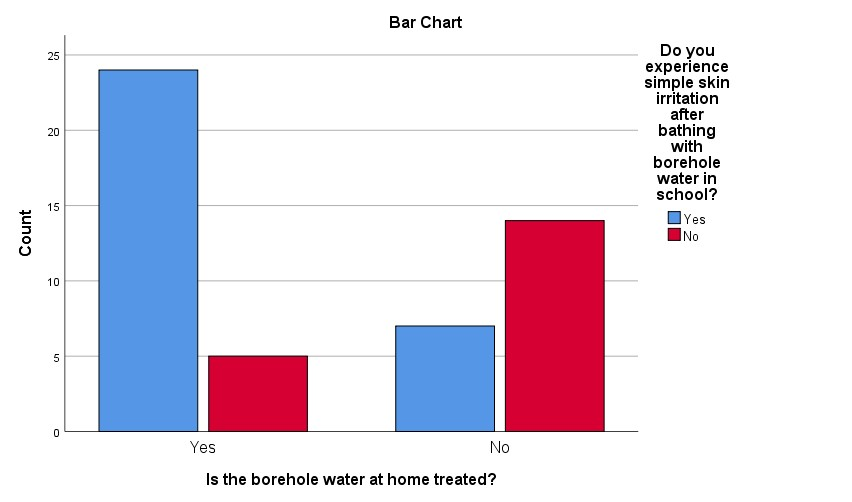 Bar Chart
Do you
experience
simple skin
irritation
after
bathing
with
borehole
water in
school?
Yes
No
Count
25
20
15
10
5
0
Yes
No
Is the borehole water at home treated?